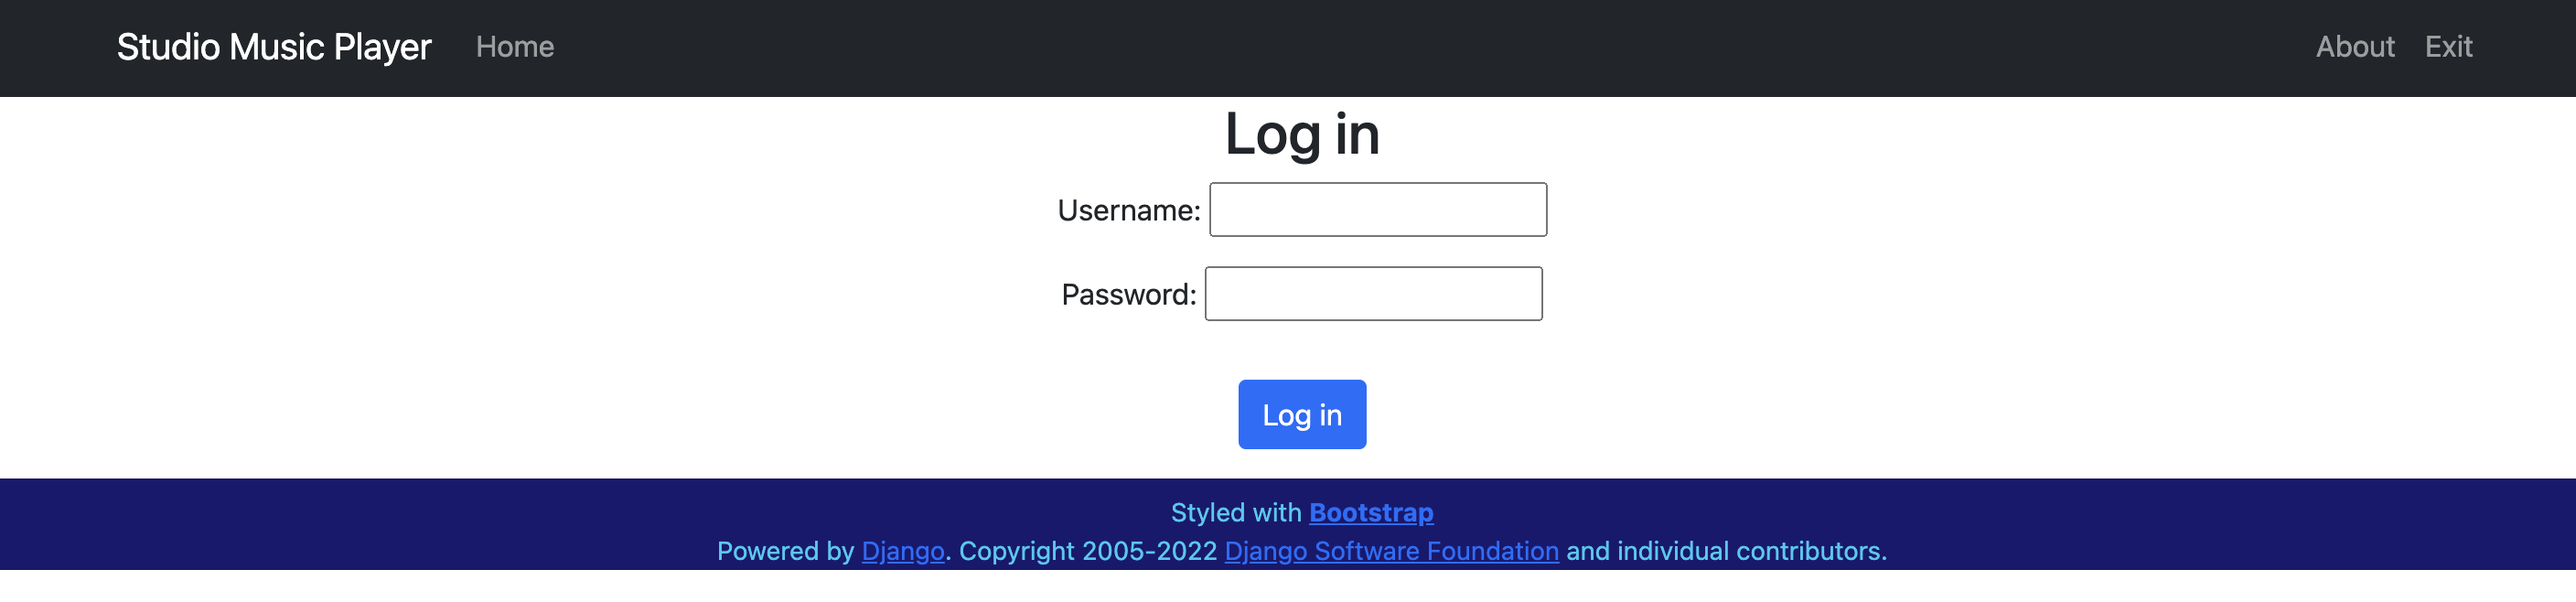 Studio Music Player Home About Exit
Log in
Username:
Password:
Log in
Styled with Bootstrap
Powered by Django. Copyright 2005-2022 Django Software Foundation and individual contributors.